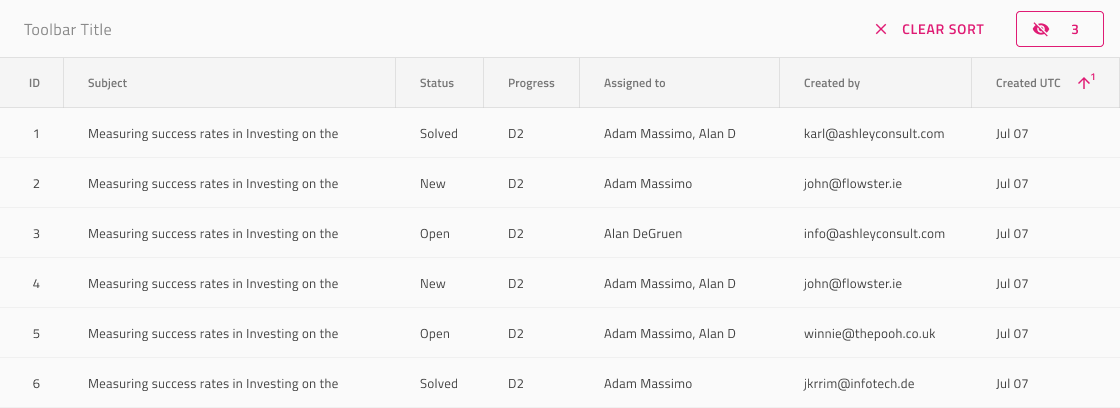 Toolbar Title CLEAR SORT 3
ID Subject Status Progress Assigned to Created by Created UTC 1
1 Measuring success rates in Investing on the Solved D2 Adam Massimo, Alan D karl@ashleyconsult.com Jul 07
2 Measuring success rates in Investing on the New D2 Adam Massimo john@flowster.ie Jul 07
3 Measuring success rates in Investing on the Open D2 Alan DeGruen info@ashleyconsult.com Jul 07
4 Measuring success rates in Investing on the New D2 Adam Massimo, Alan D john@flowster.ie Jul 07
5 Measuring success rates in Investing on the Open D2 Adam Massimo, Alan D winnie@thepooh.co.uk Jul 07
6 Measuring success rates in Investing on the Solved D2 Adam Massimo jkrrim@infotech.de Jul 07